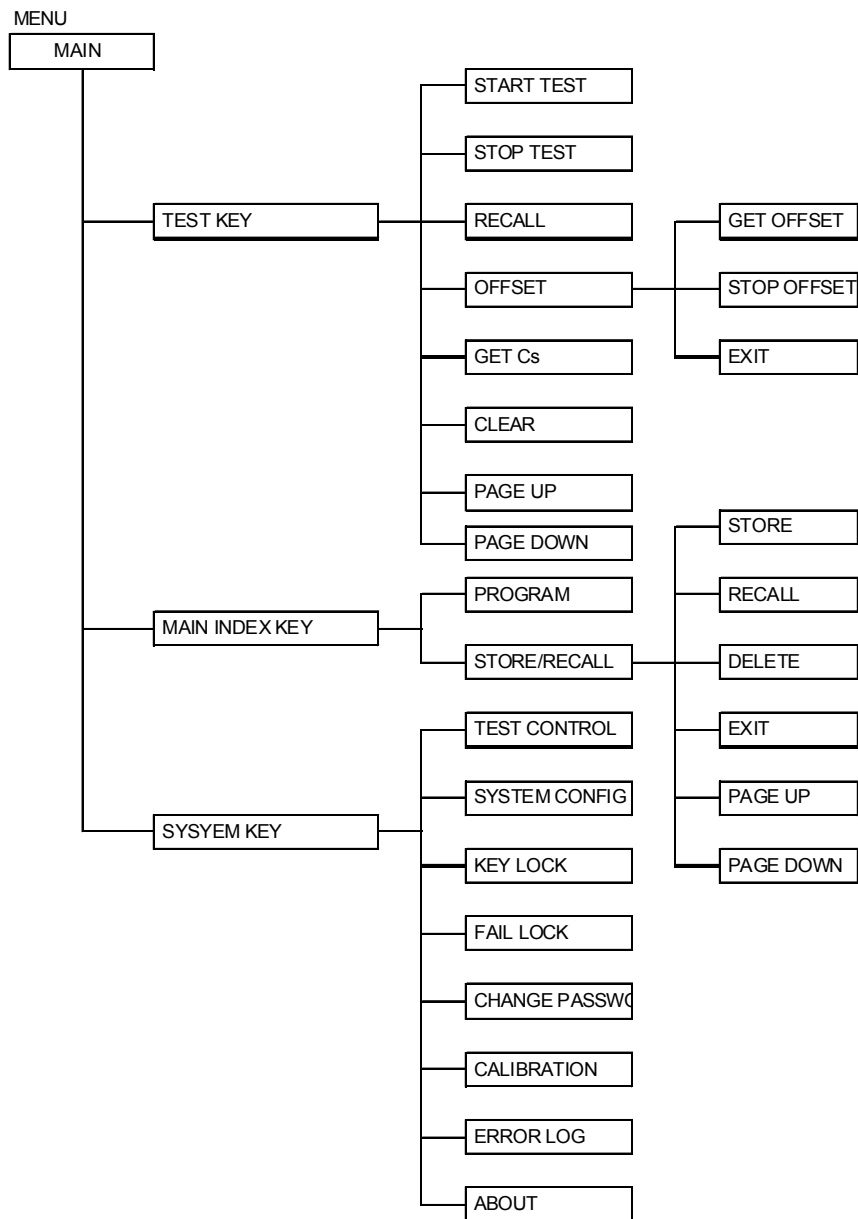 MENU
MAIN
TEST KEY
START TEST
STOP TEST
RECALL
OFFSET
GET OFFSET
STOP OFFSET
EXIT
GET Cs
CLEAR
PAGE UP
PAGE DOWN
MAIN INDEX KEY
PROGRAM
STORE/RECALL
STORE
RECALL
DELETE
EXIT
PAGE UP
PAGE DOWN
SYSYEM KEY
TEST CONTROL
SYSTEM CONFIG
KEY LOCK
FAIL LOCK
CHANGE PASSWO
CALIBRATION
ERROR LOG
ABOUT